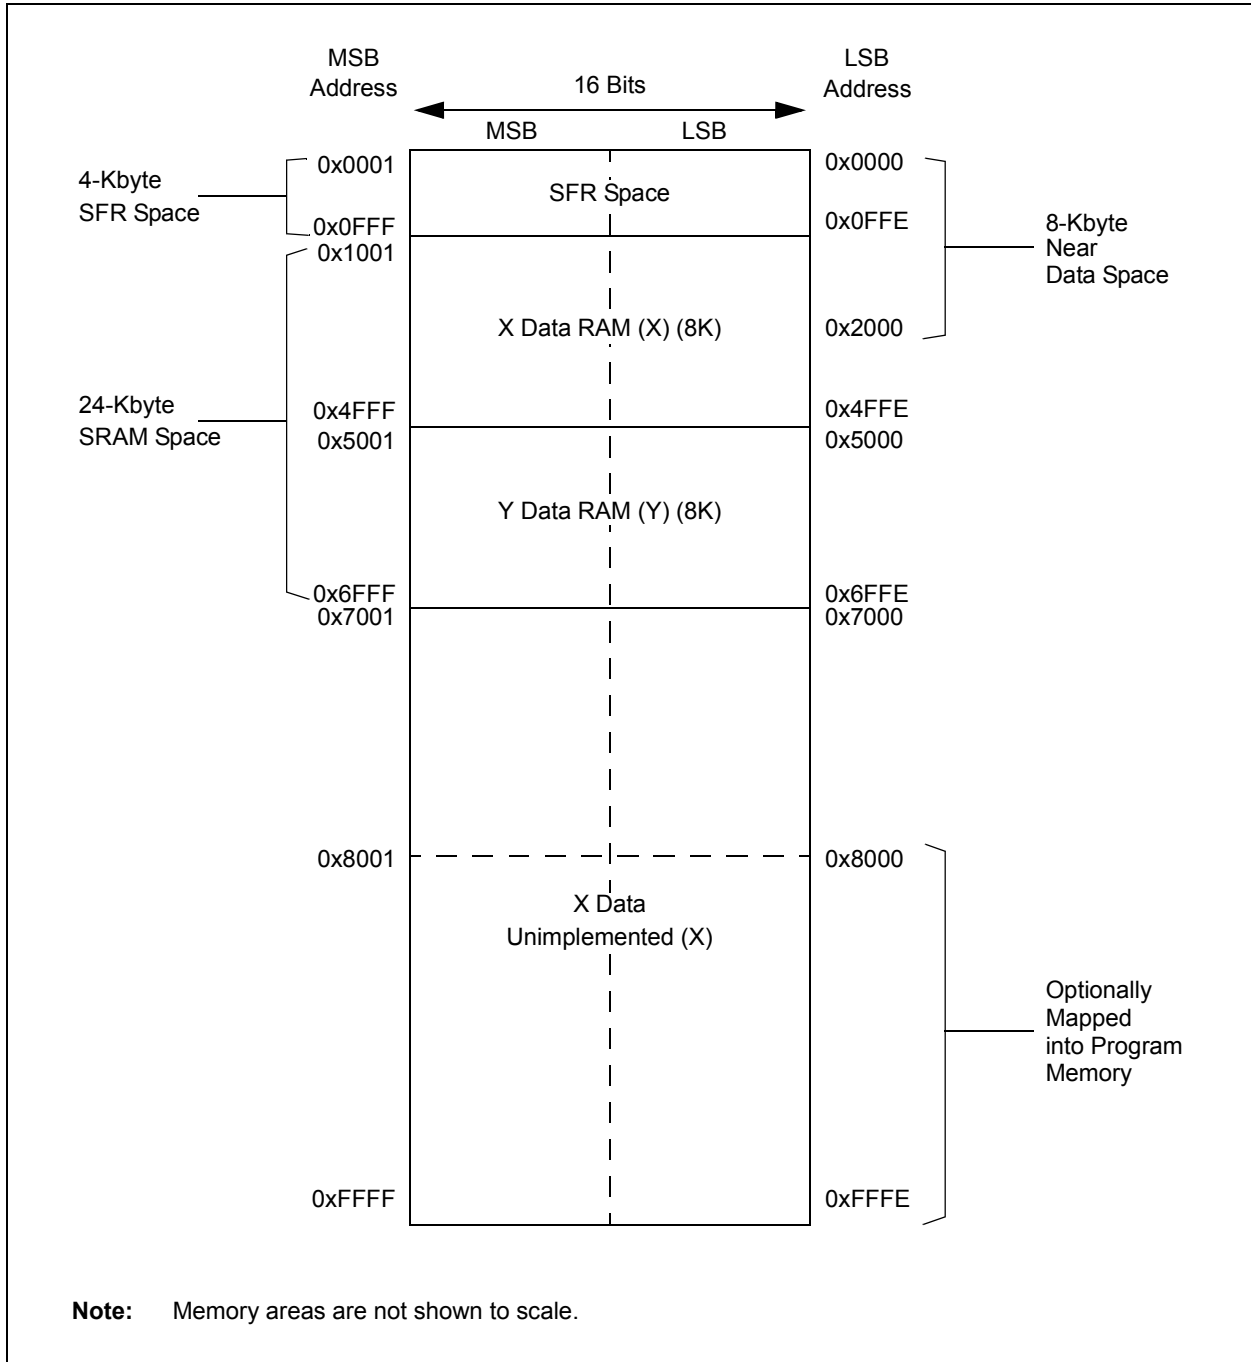 MSB
Address
LSB
Address
16 Bits
MSB
LSB
0x0001
0x0000
4-Kbyte
SFR Space
SFR Space
0x0FFF
0x0FFE
8-Kbyte
Near
Data Space
0x1001
X Data RAM (X) (8K)
0x2000
24-Kbyte
SRAM Space
0x4FFF
0x4FFE
0x5001
0x5000
Y Data RAM (Y) (8K)
0x6FFF
0x6FFE
0x7001
0x7000
0x8001
0x8000
X Data
Unimplemented (X)
Optionally
Mapped
into Program
Memory
0xFFFF
0xFFFE
Note: Memory areas are not shown to scale.